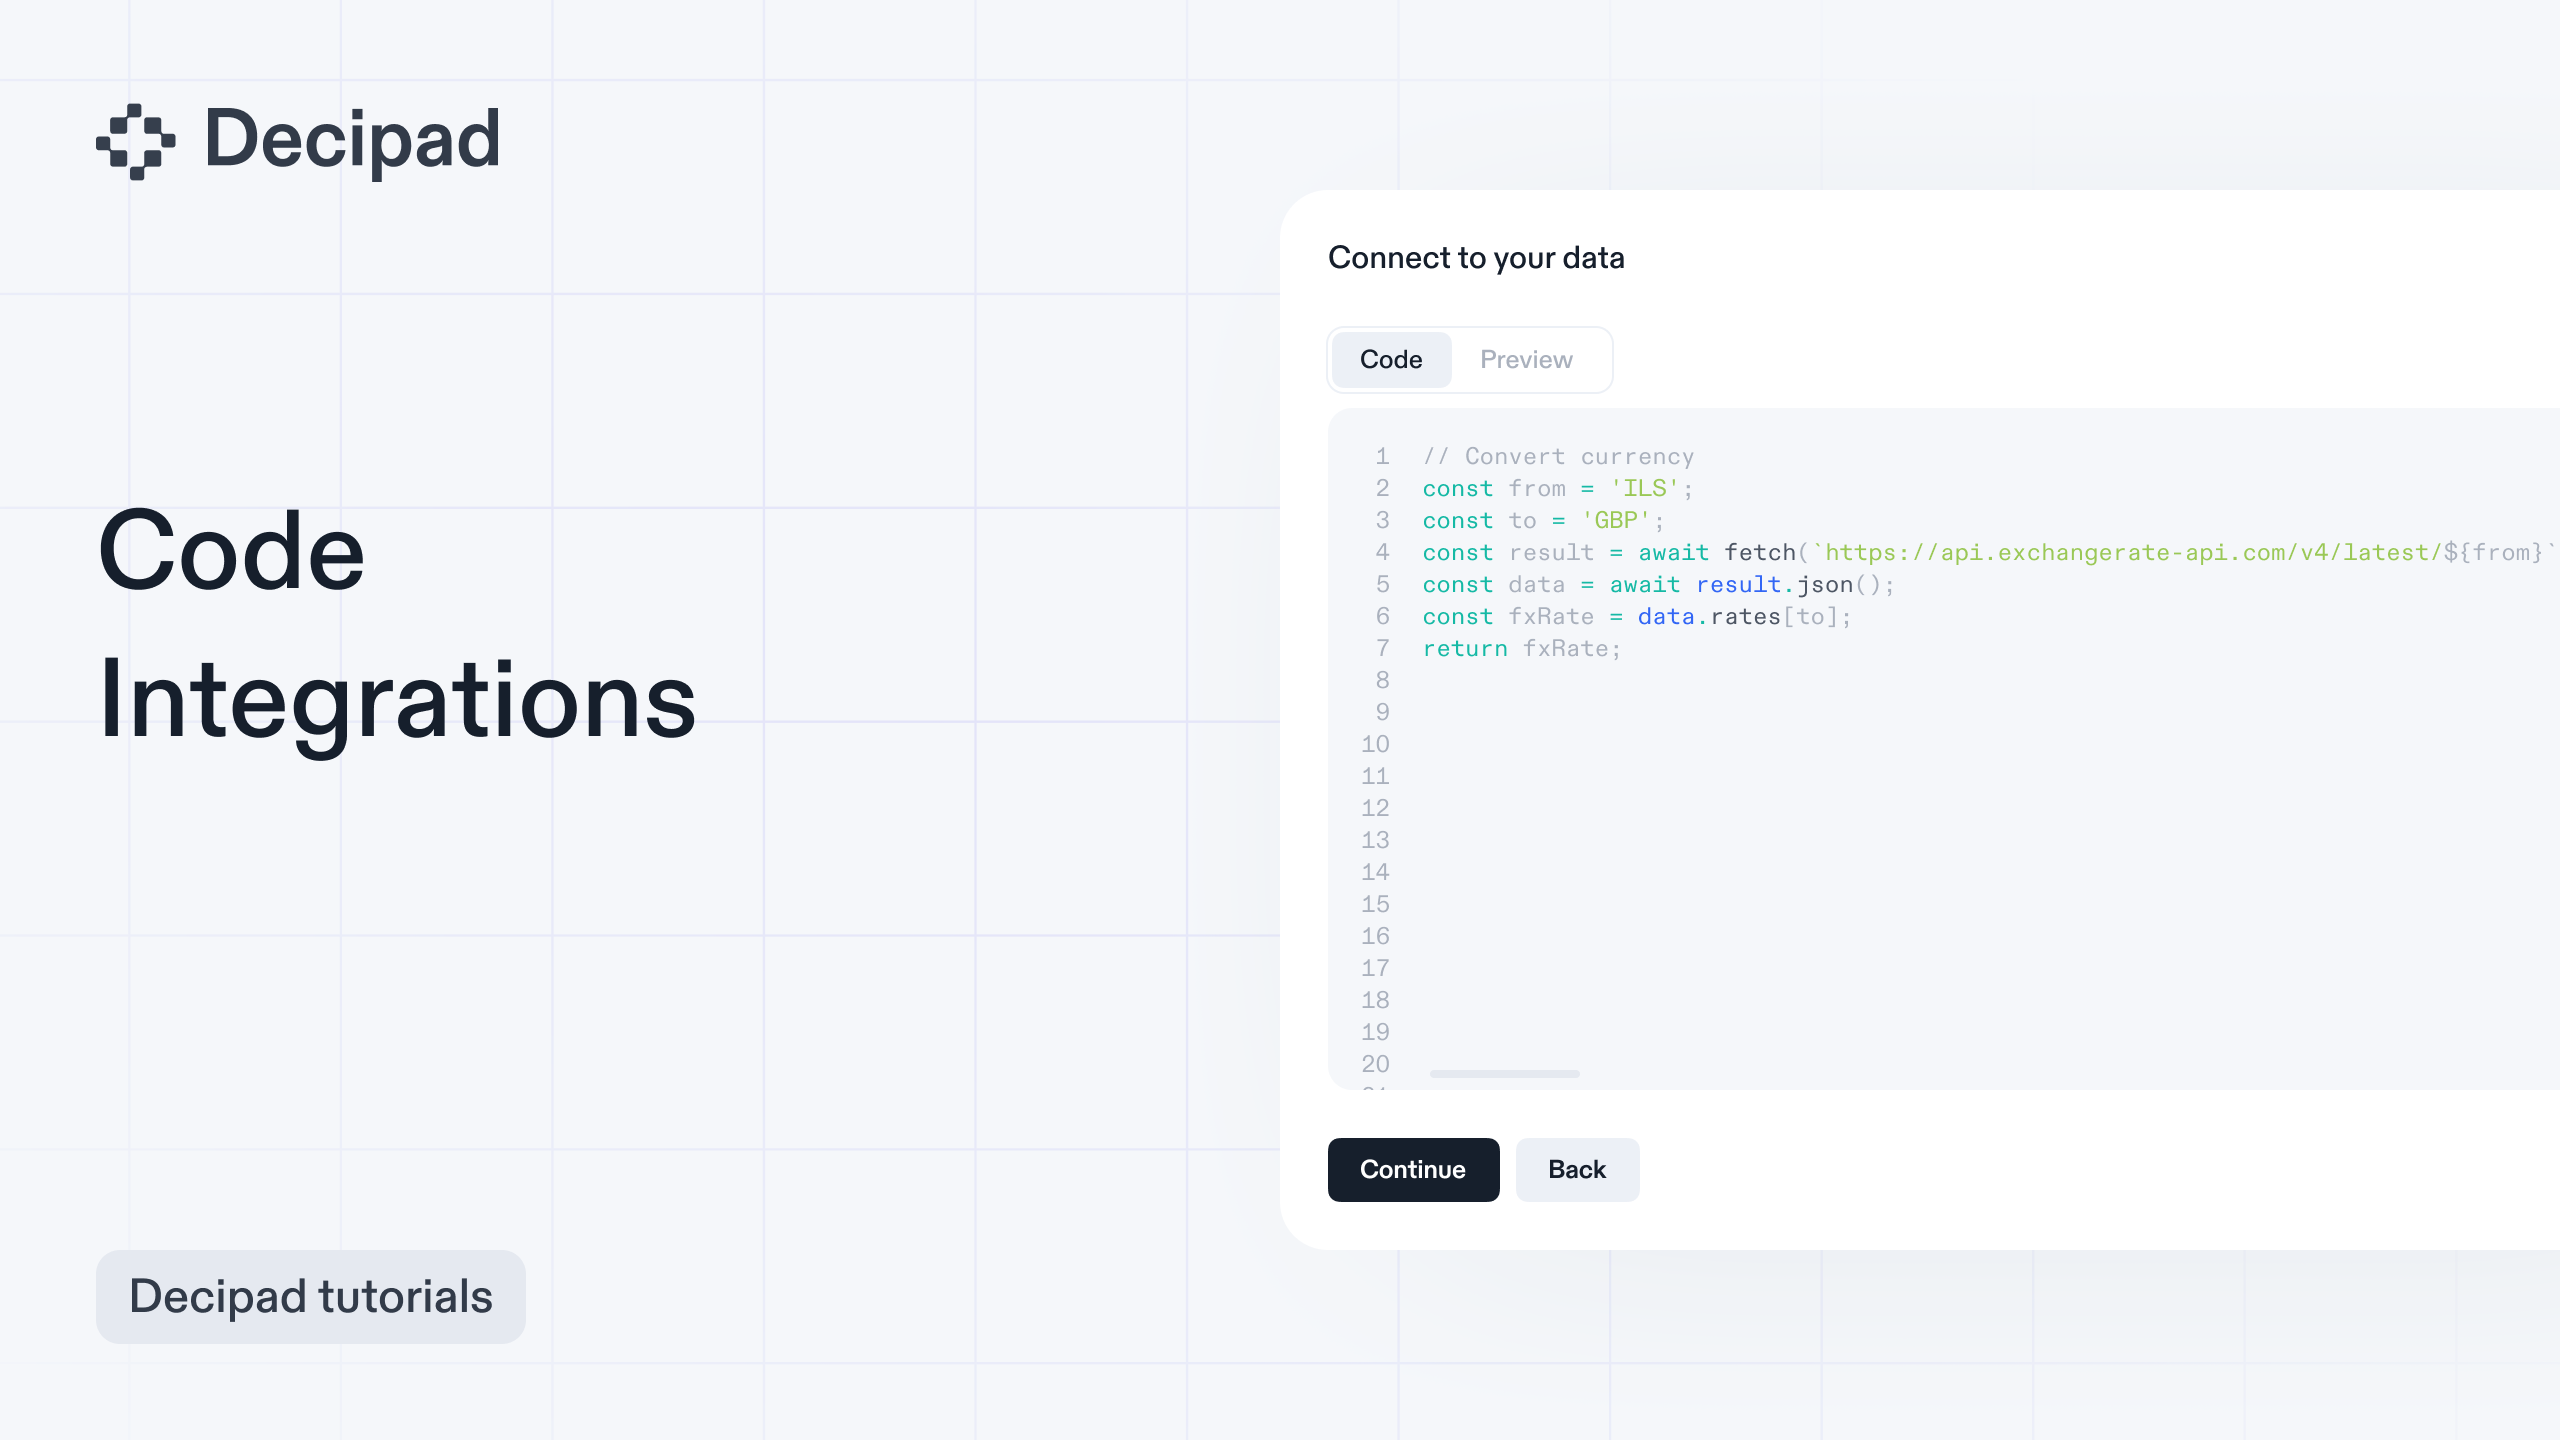 Decipad
Code
Integrations
Decipad tutorials
Connect to your data
Code Preview
1 // Convert currency
2 const from = 'ILS';
3 const to = 'GBP';
4 const result = await fetch(`https://api.exchangerate-api.com/v4/latest/${from}`
5 const data = await result.json();
6 const fxRate = data.rates[to];
7 return fxRate;
8
9
10
11
12
13
14
15
16
17
18
19
20
Continue Back